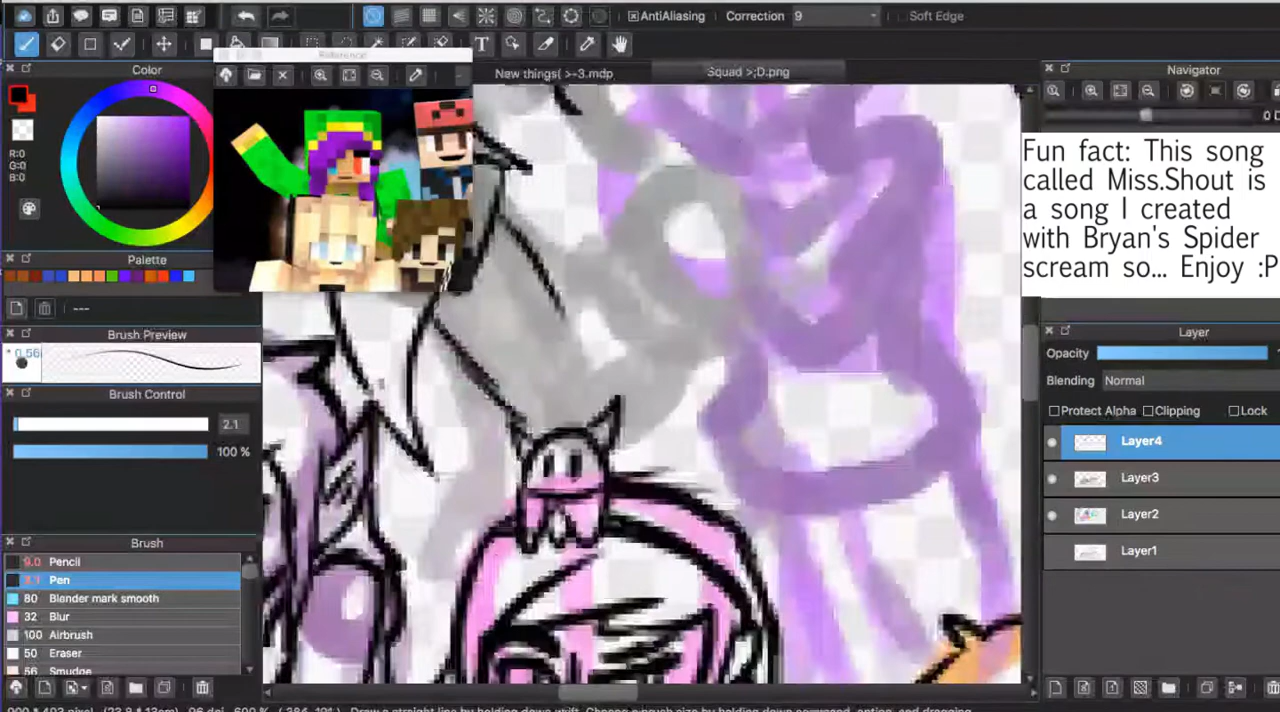 AntiAliasing Correction 9 Soft Edge
T
Color
Reference
New things( >-3.mdp
Squad >;D.png
Navigator
R:0
G:0
B:0
Fun fact: This song
called Miss.Shout is
a song I created
with Bryan's Spider
scream so... Enjoy :P
Palette
---
Brush Preview
* 0.56
Brush Control
2.1
100 %
Layer
Opacity
Blending Normal
Protect Alpha Clipping Lock
Layer4
Layer3
Layer2
Layer1
Brush
9.0 Pencil
Pen
80 Blender mark smooth
32 Blur
100 Airbrush
50 Eraser
56 Smudge